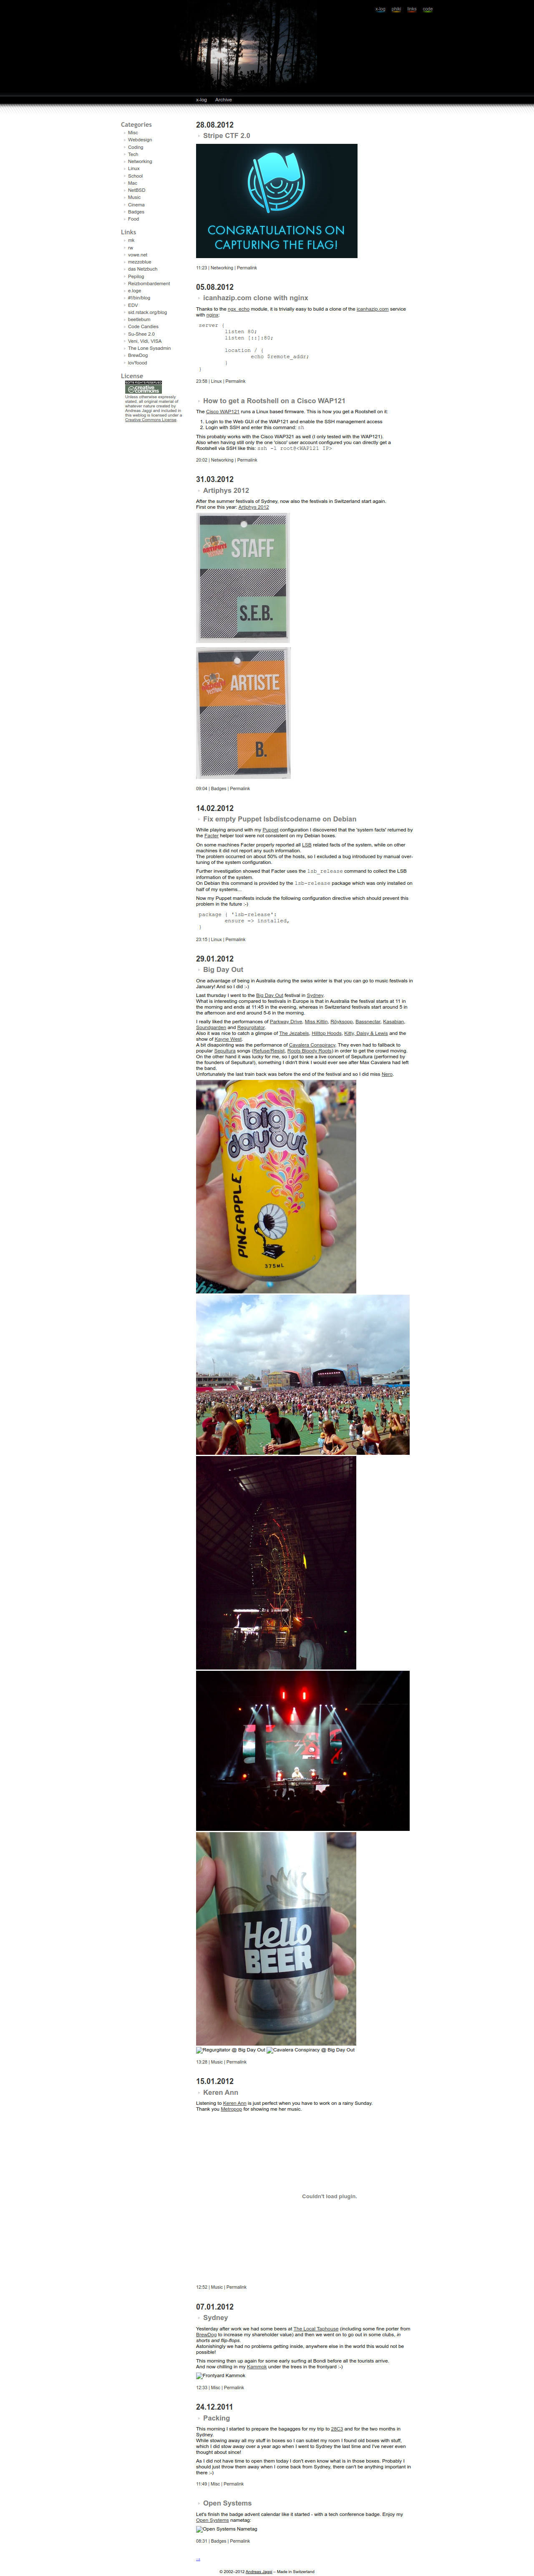 x-logphbl links code
x-log Archive
Categories
Misc
Webdesign
Coding
Tech
Networking
Linux
School
Mac
NetBSD
Music
Cinema
Badges
Food
Links
mk
rw
vowe.net
mezzoblue
das Netzbuch
Pepilog
Reizbombardement
e.loge
#!/bin/blog
EDV
sid.rstack.org/blog
beetlebum
Code Candies
Su-Shee 2.0
Veni, Vidi, VISA
The Lone Sysadmin
BrewDog
lov'foood
License
creative commons
Unless otherwise expressly
stated, all original material of
whatever nature created by
Andreas Jaggi and included in
this weblog is licensed under a
Creative Commons License.
28.08.2012
Stripe CTF 2.0
CONGRATULATIONS ON
CAPTURING THE FLAG!
11:23 | Networking | Permalink
05.08.2012
icanhazip.com clone with nginx
Thanks to the ngx_echo module, it is trivially easy to build a clone of the icanhazip.com service
with nginx:
server {
listen 80;
listen [::]:80;
location / {
echo $remote_addr;
}
}
23:59 | Linux | Permalink
How to get a Rootshell on a Cisco WAP121
The Cisco WAP121 runs a Linux based firmware. This is how you get a Rootshell on it:
1. Login to the Web GUI of the WAP121 and enable the SSH management access
2. Login with SSH and enter this command: sh
This probably works with the Cisco WAP321 as well (I only tested with the WAP121).
Also when having still only the one 'cisco' user account configured you can directly get a
Rootshell via SSH like this: ssh -l root@<WAP121 IP>
20:02 | Networking | Permalink
31.03.2012
Artiphys 2012
After the summer festivals of Sydney, now also the festivals in Switzerland start again.
First one this year: Artiphys 2012
STAFF
S.E.B.
ARTISTE
B.
09:04 | Badges | Permalink
14.02.2012
Fix empty Puppet lsbdistcodename on Debian
While playing around with my Puppet configuration I discovered that the 'system facts' returned by
the Facter helper tool were not consistent on my Debian boxes.
On some machines Facter properly reported all LSB related facts of the system, while on other
machines it did not report any such information.
The problem occurred on about 50% of the hosts, so I excluded a bug introduced by manual over-
tuning of the system configuration.
Further investigation showed that Facter uses the lsb_release command to collect the LSB
information of the system.
On Debian this command is provided by the lsb-release package which was only installed on
half of my systems...
Now my Puppet manifests include the following configuration directive which should prevent this
problem in the future :-)
package { 'lsb-release':
ensure => installed,
}
23:15 | Linux | Permalink
29.01.2012
Big Day Out
One advantage of being in Australia during the swiss winter is that you can go to music festivals in
January! And so I did :-)
Last thursday I went to the Big Day Out festival in Sydney.
What is interesting compared to festivals in Europe is that in Australia the festival starts at 11 in
the morning and ends at 11:45 in the evening, whereas in Switzerland festivals start around 5 in
the afternoon and end around 5-6 in the morning.
I really liked the performances of Parkway Drive, Miss Kittin, Röyksopp, Bassnectar, Kasabian,
Soundgarden and Regurgitator.
Also it was nice to catch a glimpse of The Jezabels, Hilltop Hoods, Kitty, Daisy & Lewis and the
show of Kayne West.
A bit disapointing was the performance of Cavalera Conspiracy. They even had to fallback to
popular Sepultura songs (Refuse/Resist, Roots Bloody Roots) in order to get the crowd moving.
On the other hand it was lucky for me, so I got to see a live concert of Sepultura (performed by
the founders of Sepultura!), something I didn't think I would ever see after Max Cavalera had left
the band.
Unfortunately the last train back was before the end of the festival and so I did miss Nero.
big
day out
PINEAPPLE
375ml
Hello
BEER
Regurgitator @ Big Day Out Cavalera Conspiracy @ Big Day Out
13:28 | Music | Permalink
15.01.2012
Keren Ann
Listening to Keren Ann is just perfect when you have to work on a rainy Sunday.
Thank you Metropop for showing me her music.
Couldn't load plugin.
12:52 | Music | Permalink
07.01.2012
Sydney
Yesterday after work we had some beers at The Local Taphouse (including some fine porter from
BrewDog to increase my shareholder value) and then we went on to go out in some clubs, in
shorts and flip-flops.
Astonishingly we had no problems getting inside, anywhere else in the world this would not be
possible!
This morning then up again for some early surfing at Bondi before all the tourists arrive.
And now chilling in my Kammok under the trees in the frontyard :-)
Frontyard Kammok
12:33 | Misc | Permalink
24.12.2011
Packing
This morning I started to prepare the bagagges for my trip to 28C3 and for the two months in
Sydney.
While stowing away all my stuff in boxes so I can sublet my room I found old boxes with stuff,
which I did stow away over a year ago when I went to Sydney the last time and I've never even
thought about since!
As I did not have time to open them today I don't even know what is in those boxes. Probably I
should just throw them away when I come back from Sydney, there can't be anything important in
there :-)
11:49 | Misc | Permalink
Open Systems
Let's finish the badge advent calendar like it started - with a tech conference badge. Enjoy my
Open Systems nametag:
Open Systems Nametag
08:31 | Badges | Permalink
© 2002–2012 Andreas Jaggi – Made in Switzerland